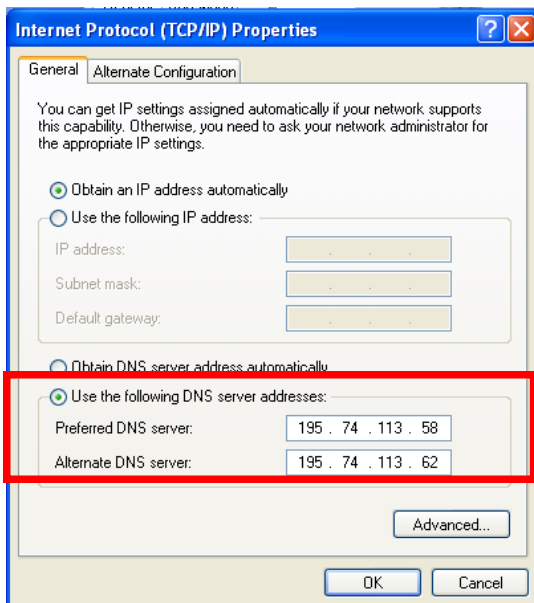 Internet Protocol (TCP/IP) Properties
General
Alternate Configuration
You can get IP settings assigned automatically if your network supports
this capability. Otherwise, you need to ask your network administrator for
the appropriate IP settings.
Obtain an IP address automatically
Use the following IP address:
IP address:
Subnet mask:
Default gateway:
Obtain DNS server address automatically
Use the following DNS server addresses:
Preferred DNS server: 195 . 74 . 113 . 58
Alternate DNS server: 195 . 74 . 113 . 62
Advanced...
OK Cancel